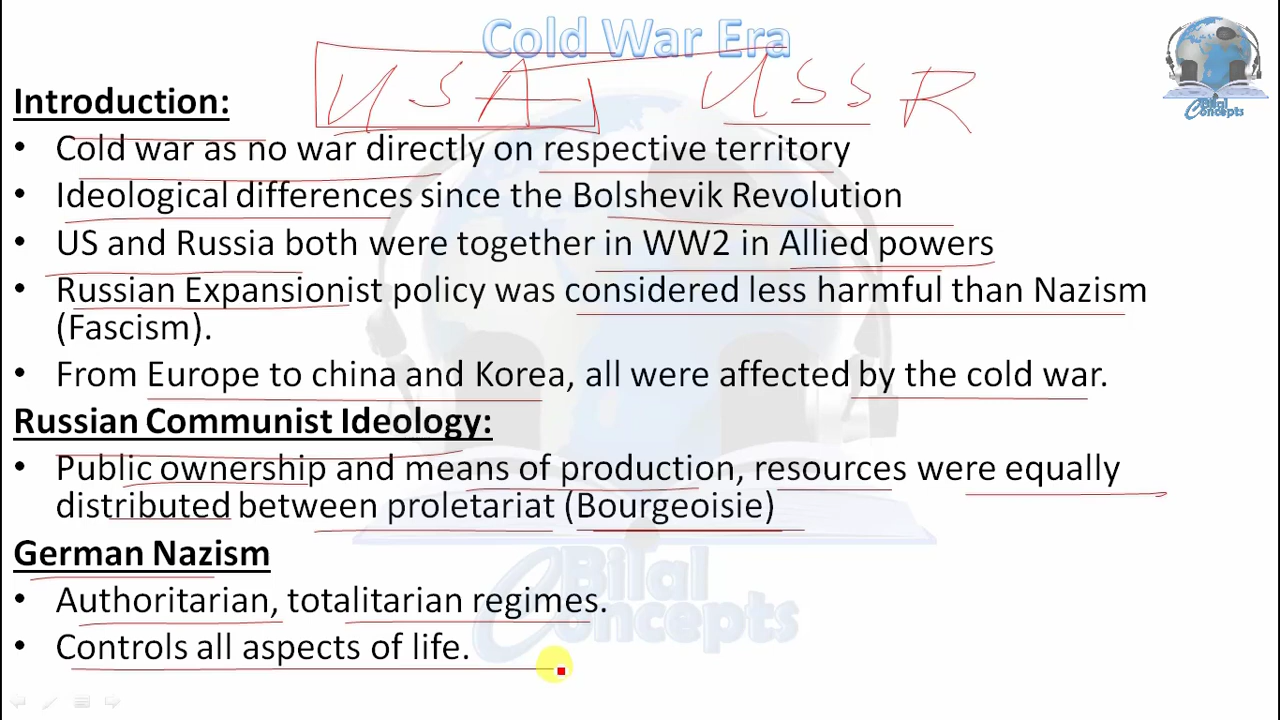 Cold War Era
USA USSR
Bilal
Concepts
Introduction:
• Cold war as no war directly on respective territory
• Ideological differences since the Bolshevik Revolution
• US and Russia both were together in WW2 in Allied powers
• Russian Expansionist policy was considered less harmful than Nazism
(Fascism).
• From Europe to china and Korea, all were affected by the cold war.
Russian Communist Ideology:
• Public ownership and means of production, resources were equally
distributed between proletariat (Bourgeoisie)
German Nazism
• Authoritarian, totalitarian regimes.
• Controls all aspects of life.
Bilal
Concepts